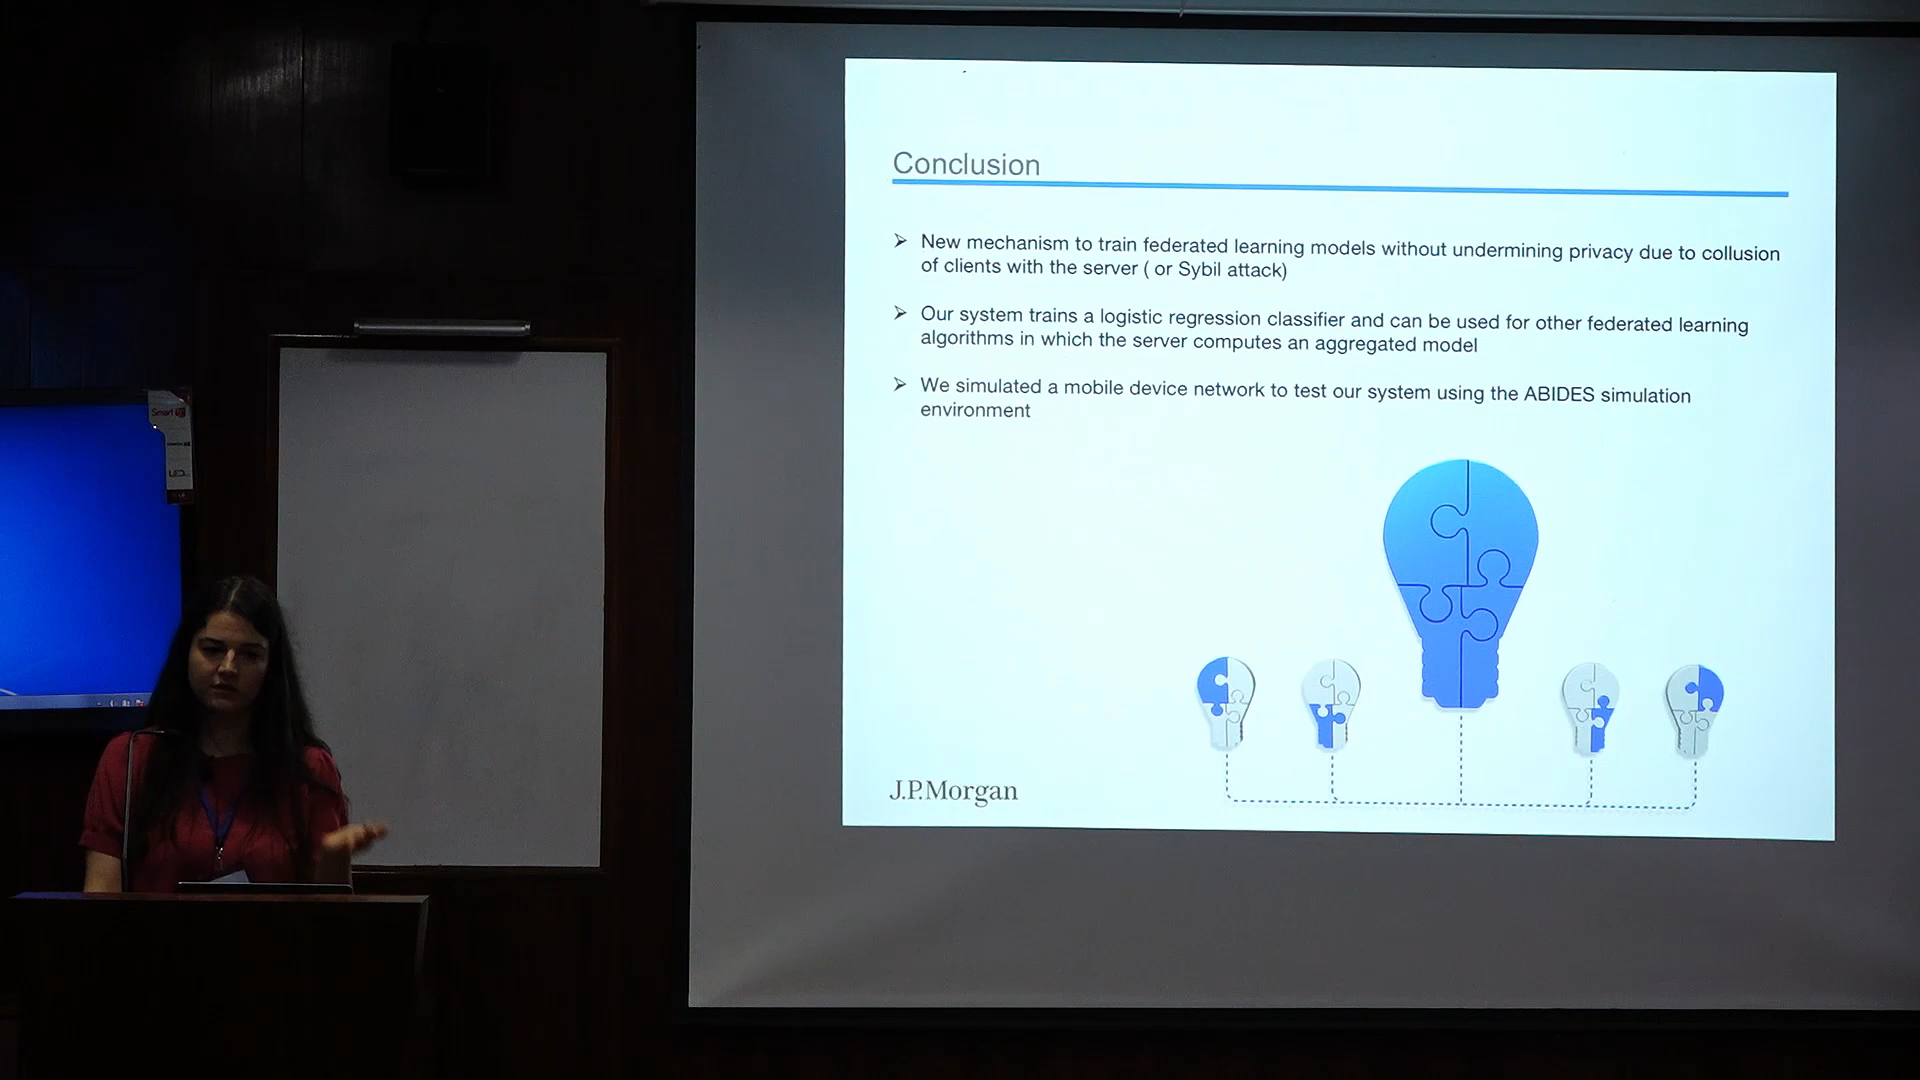 Conclusion
➢ New mechanism to train federated learning models without undermining privacy due to collusion
of clients with the server ( or Sybil attack)
➢ Our system trains a logistic regression classifier and can be used for other federated learning
algorithms in which the server computes an aggregated model
➢ We simulated a mobile device network to test our system using the ABIDES simulation
environment
J.P.Morgan
Smart